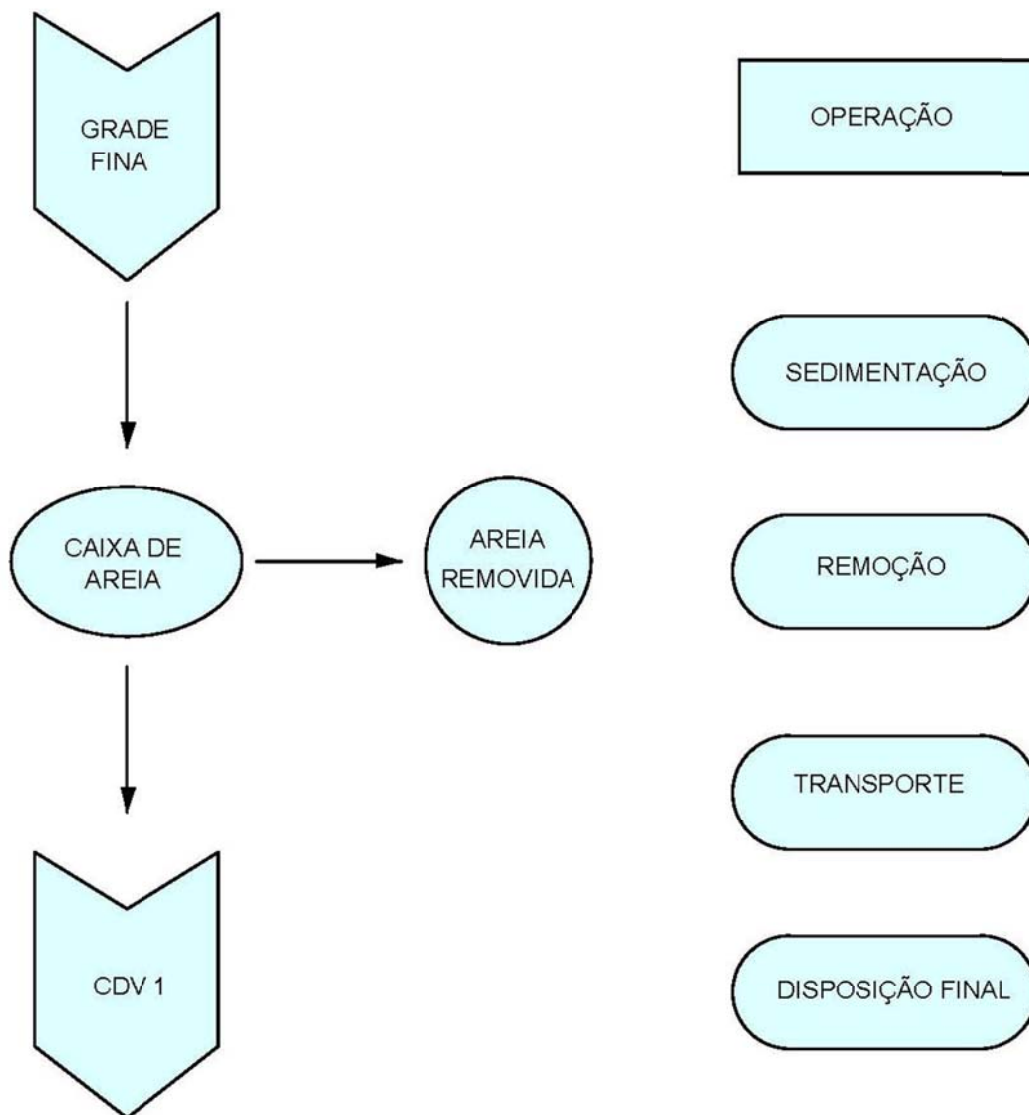 GRADE
FINA
OPERAÇÃO
SEDIMENTAÇÃO
CAIXA DE
AREIA
AREIA
REMOVIDA
REMOÇÃO
TRANSPORTE
CDV 1
DISPOSIÇÃO FINAL